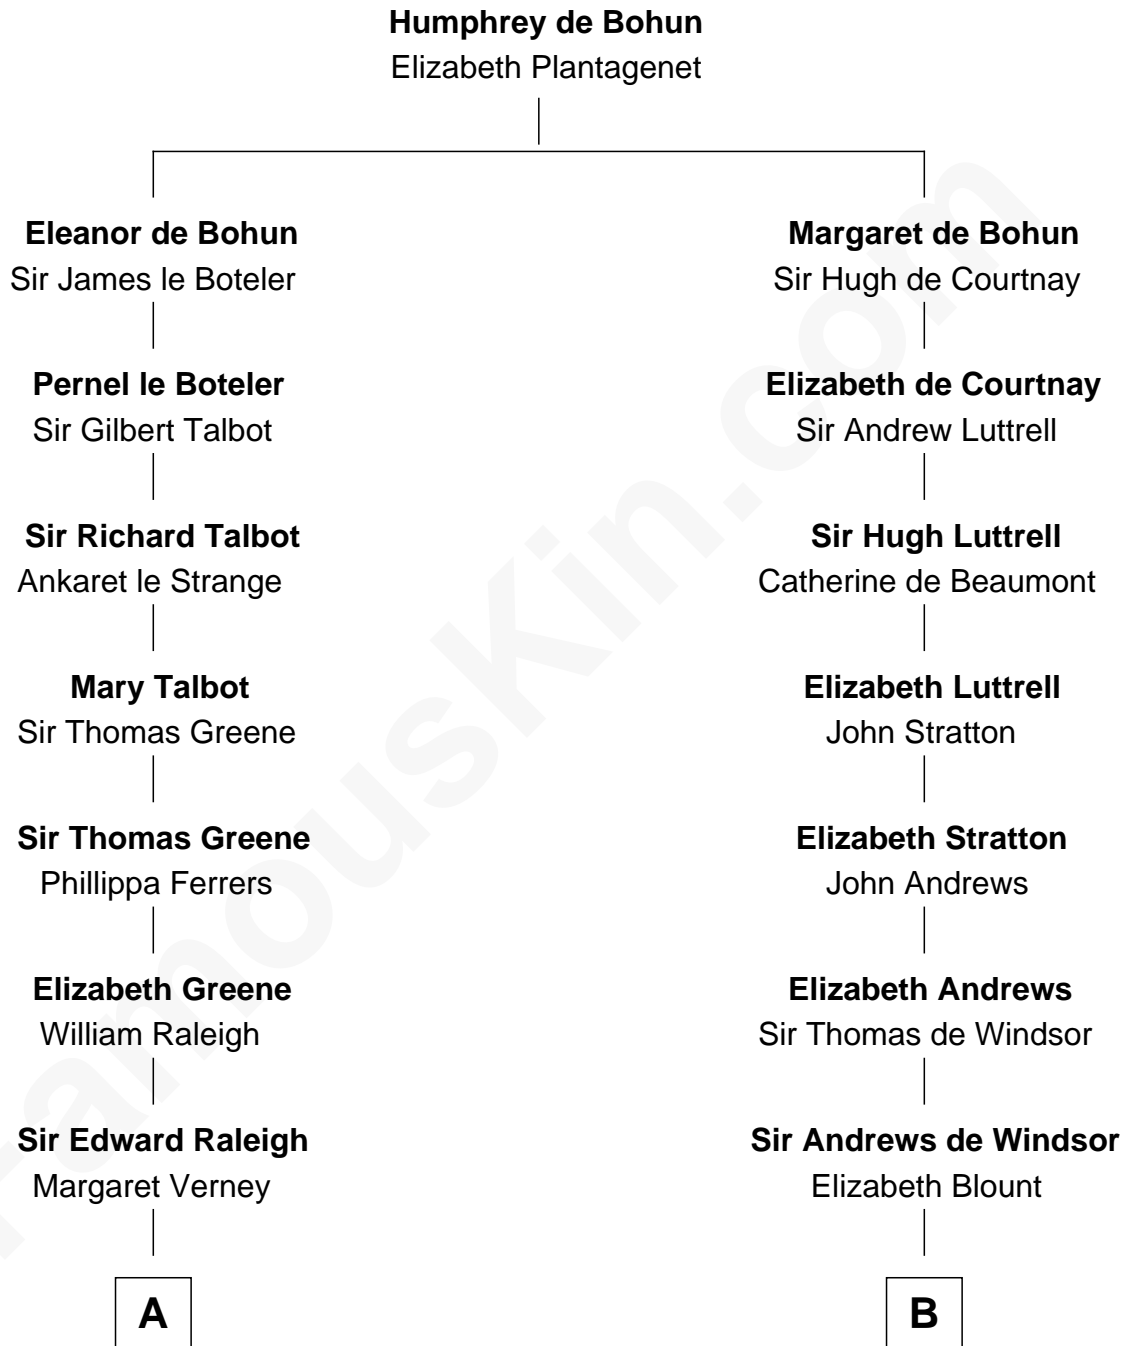 Humphrey de Bohun
Elizabeth Plantagenet
Eleanor de Bohun
Sir James le Boteler
Margaret de Bohun
Sir Hugh de Courtnay
Pernel le Boteler
Sir Gilbert Talbot
Elizabeth de Courtnay
Sir Andrew Luttrell
Sir Richard Talbot
Ankaret le Strange
Sir Hugh Luttrell
Catherine de Beaumont
Mary Talbot
Sir Thomas Greene
Elizabeth Luttrell
John Stratton
Sir Thomas Greene
Phillippa Ferrers
Elizabeth Stratton
John Andrews
Elizabeth Greene
William Raleigh
Elizabeth Andrews
Sir Thomas de Windsor
Sir Edward Raleigh
Margaret Verney
Sir Andrews de Windsor
Elizabeth Blount
A
B
FamousKin.com